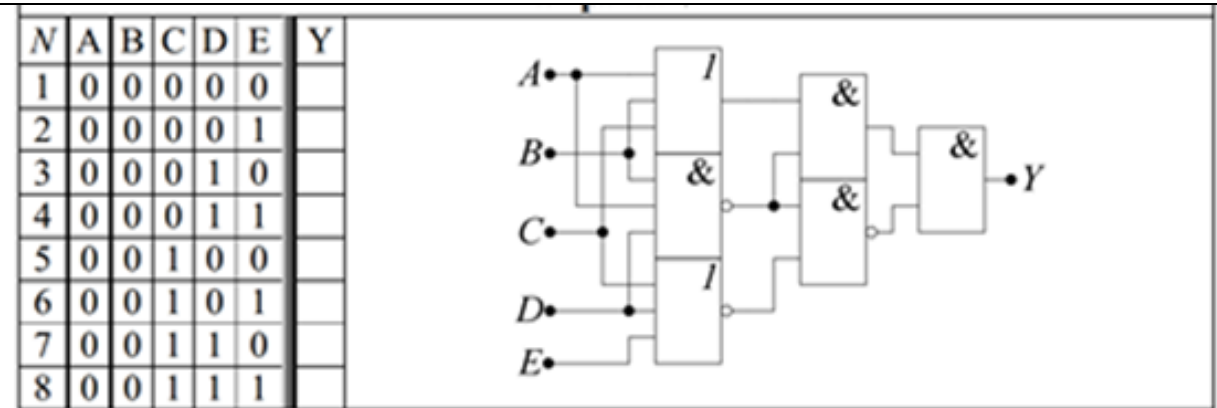 N A B C D E Y
1 0 0 0 0 0
2 0 0 0 0 1
3 0 0 0 1 0
4 0 0 0 1 1
5 0 0 1 0 0
6 0 0 1 0 1
7 0 0 1 1 0
8 0 0 1 1 1
A 1 &
B & & Y
C &
D 1
E